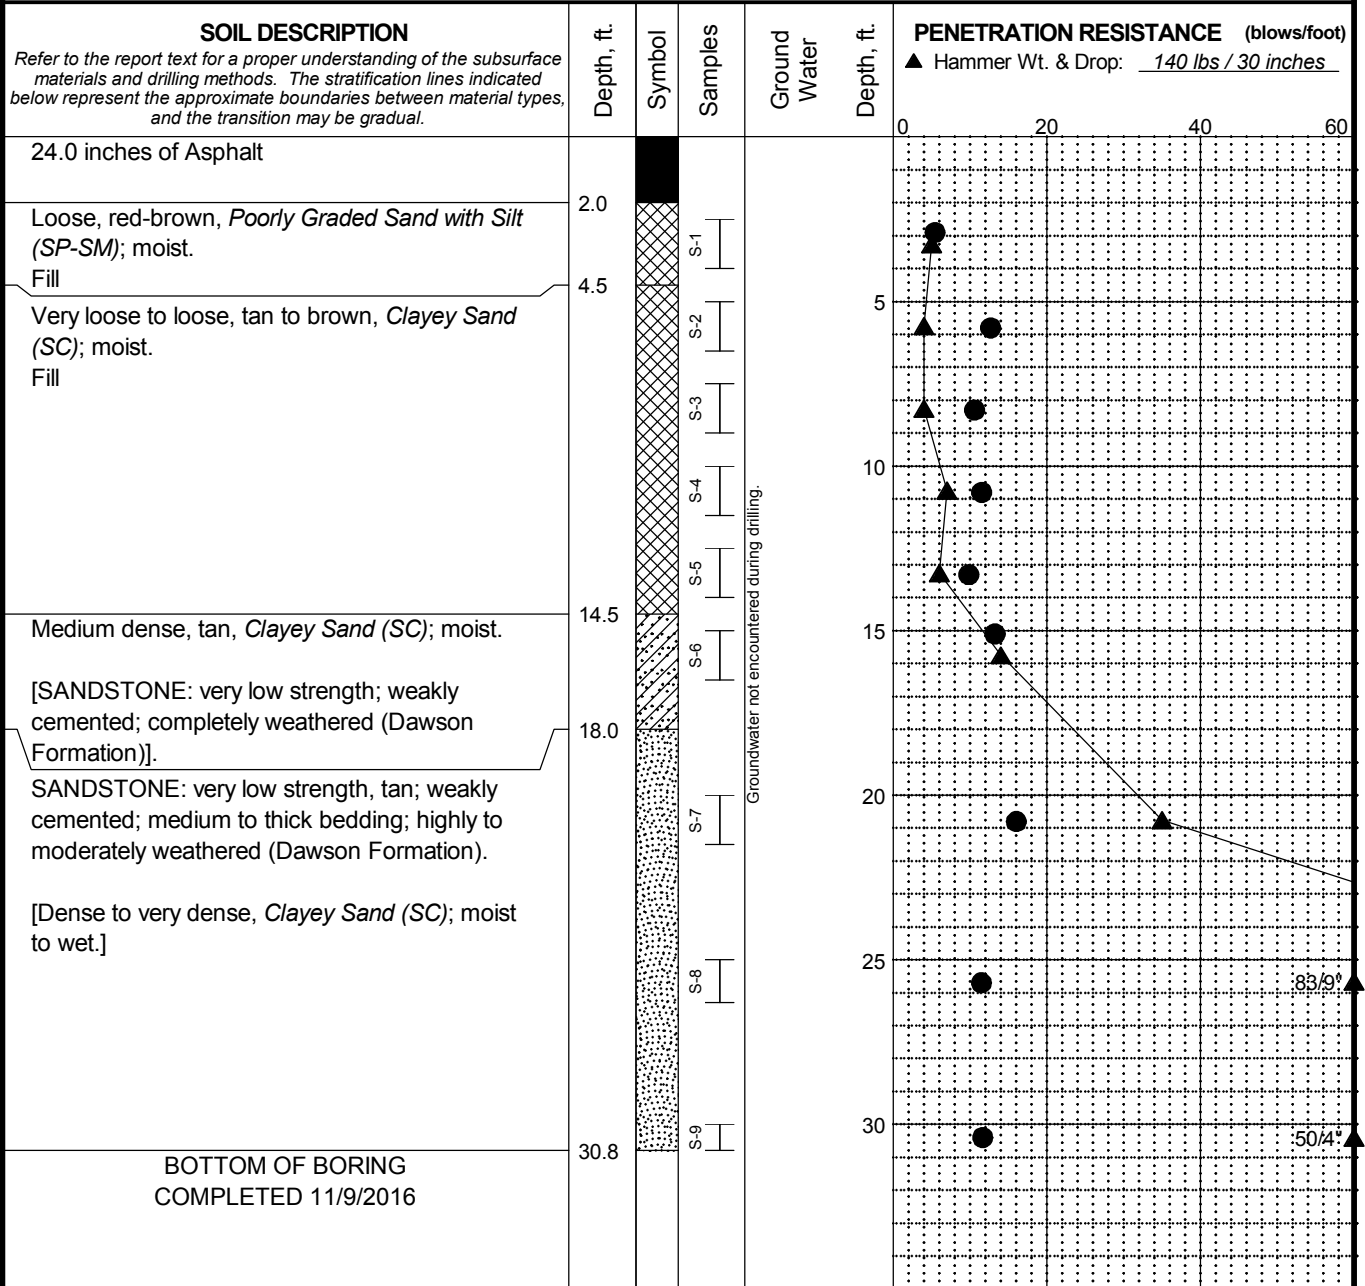 SOIL DESCRIPTION
Refer to the report text for a proper understanding of the subsurface
materials and drilling methods. The stratification lines indicated
below represent the approximate boundaries between material types,
and the transition may be gradual.
Depth, ft.
Symbol
Samples
Ground
Water
Depth, ft.
PENETRATION RESISTANCE (blows/foot)
▲ Hammer Wt. & Drop: 140 lbs / 30 inches
0 20 40 60
24.0 inches of Asphalt
2.0
Loose, red-brown, Poorly Graded Sand with Silt
(SP-SM); moist.
Fill
4.5
Very loose to loose, tan to brown, Clayey Sand
(SC); moist.
Fill
14.5
Medium dense, tan, Clayey Sand (SC); moist.
[SANDSTONE: very low strength; weakly
cemented; completely weathered (Dawson
Formation)].
18.0
SANDSTONE: very low strength, tan; weakly
cemented; medium to thick bedding; highly to
moderately weathered (Dawson Formation).
[Dense to very dense, Clayey Sand (SC); moist
to wet.]
30.8
BOTTOM OF BORING
COMPLETED 11/9/2016
S-1
S-2
S-3
S-4
S-5
S-6
S-7
S-8
S-9
Groundwater not encountered during drilling.
5
10
15
20
25
30
83/9"
50/4"